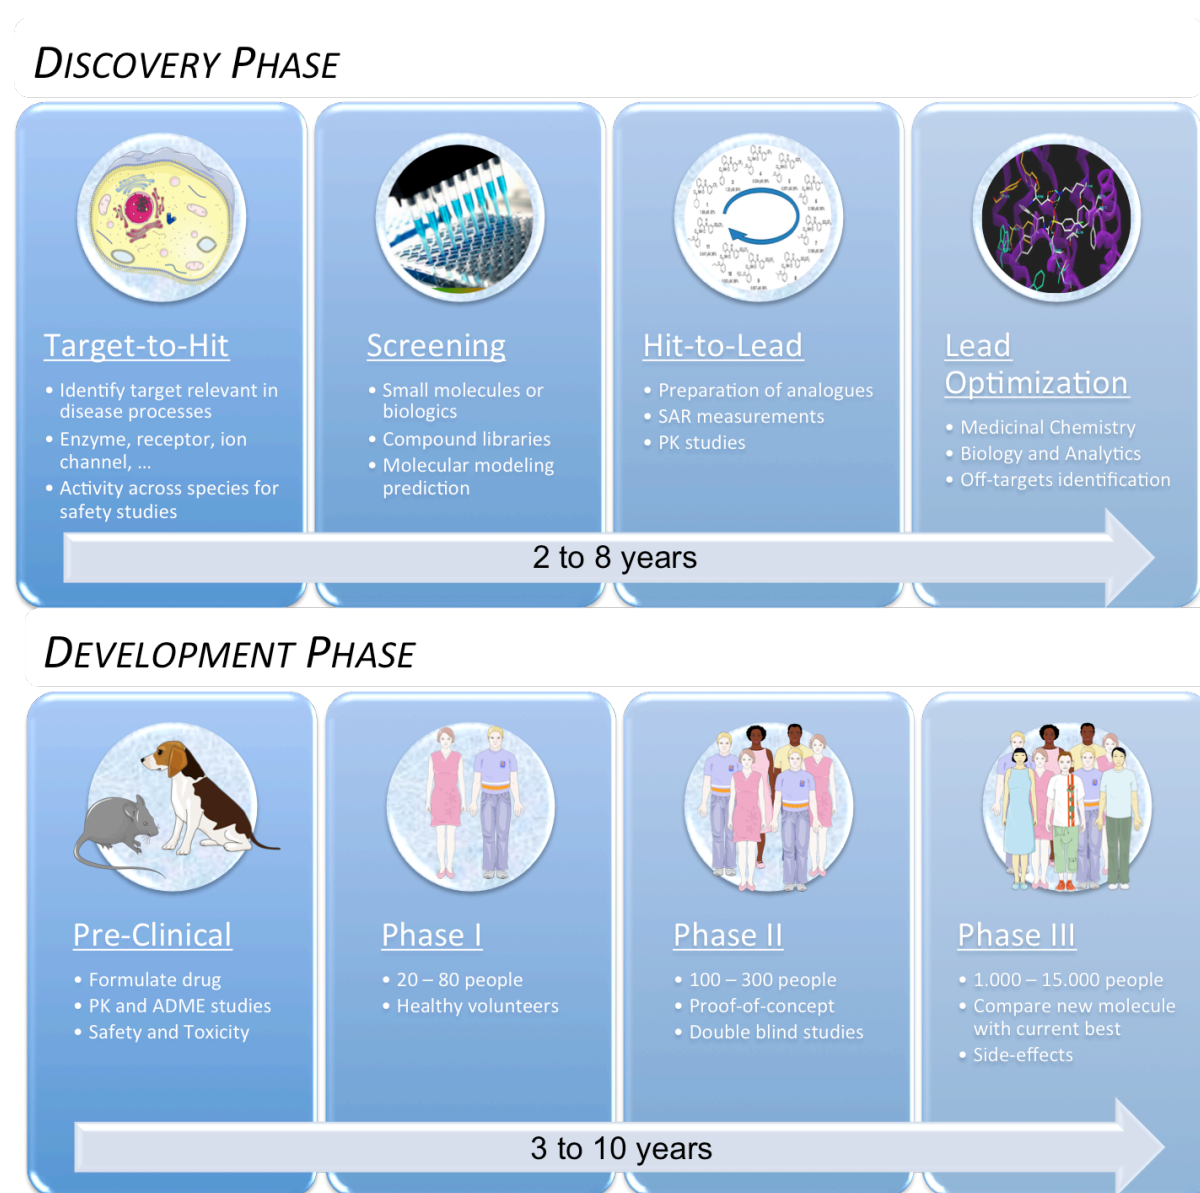 DISCOVERY PHASE
Target-to-Hit
• Identify target relevant in
disease processes
• Enzyme, receptor, ion
channel, ...
• Activity across species for
safety studies
Screening
• Small molecules or
biologics
• Compound libraries
• Molecular modeling
prediction
Hit-to-Lead
• Preparation of analogues
• SAR measurements
• PK studies
Lead
Optimization
• Medicinal Chemistry
• Biology and Analytics
• Off-targets identification
2 to 8 years
DEVELOPMENT PHASE
Pre-Clinical
• Formulate drug
• PK and ADME studies
• Safety and Toxicity
Phase I
• 20 – 80 people
• Healthy volunteers
Phase II
• 100 – 300 people
• Proof-of-concept
• Double blind studies
Phase III
• 1.000 – 15.000 people
• Compare new molecule
with current best
• Side-effects
3 to 10 years